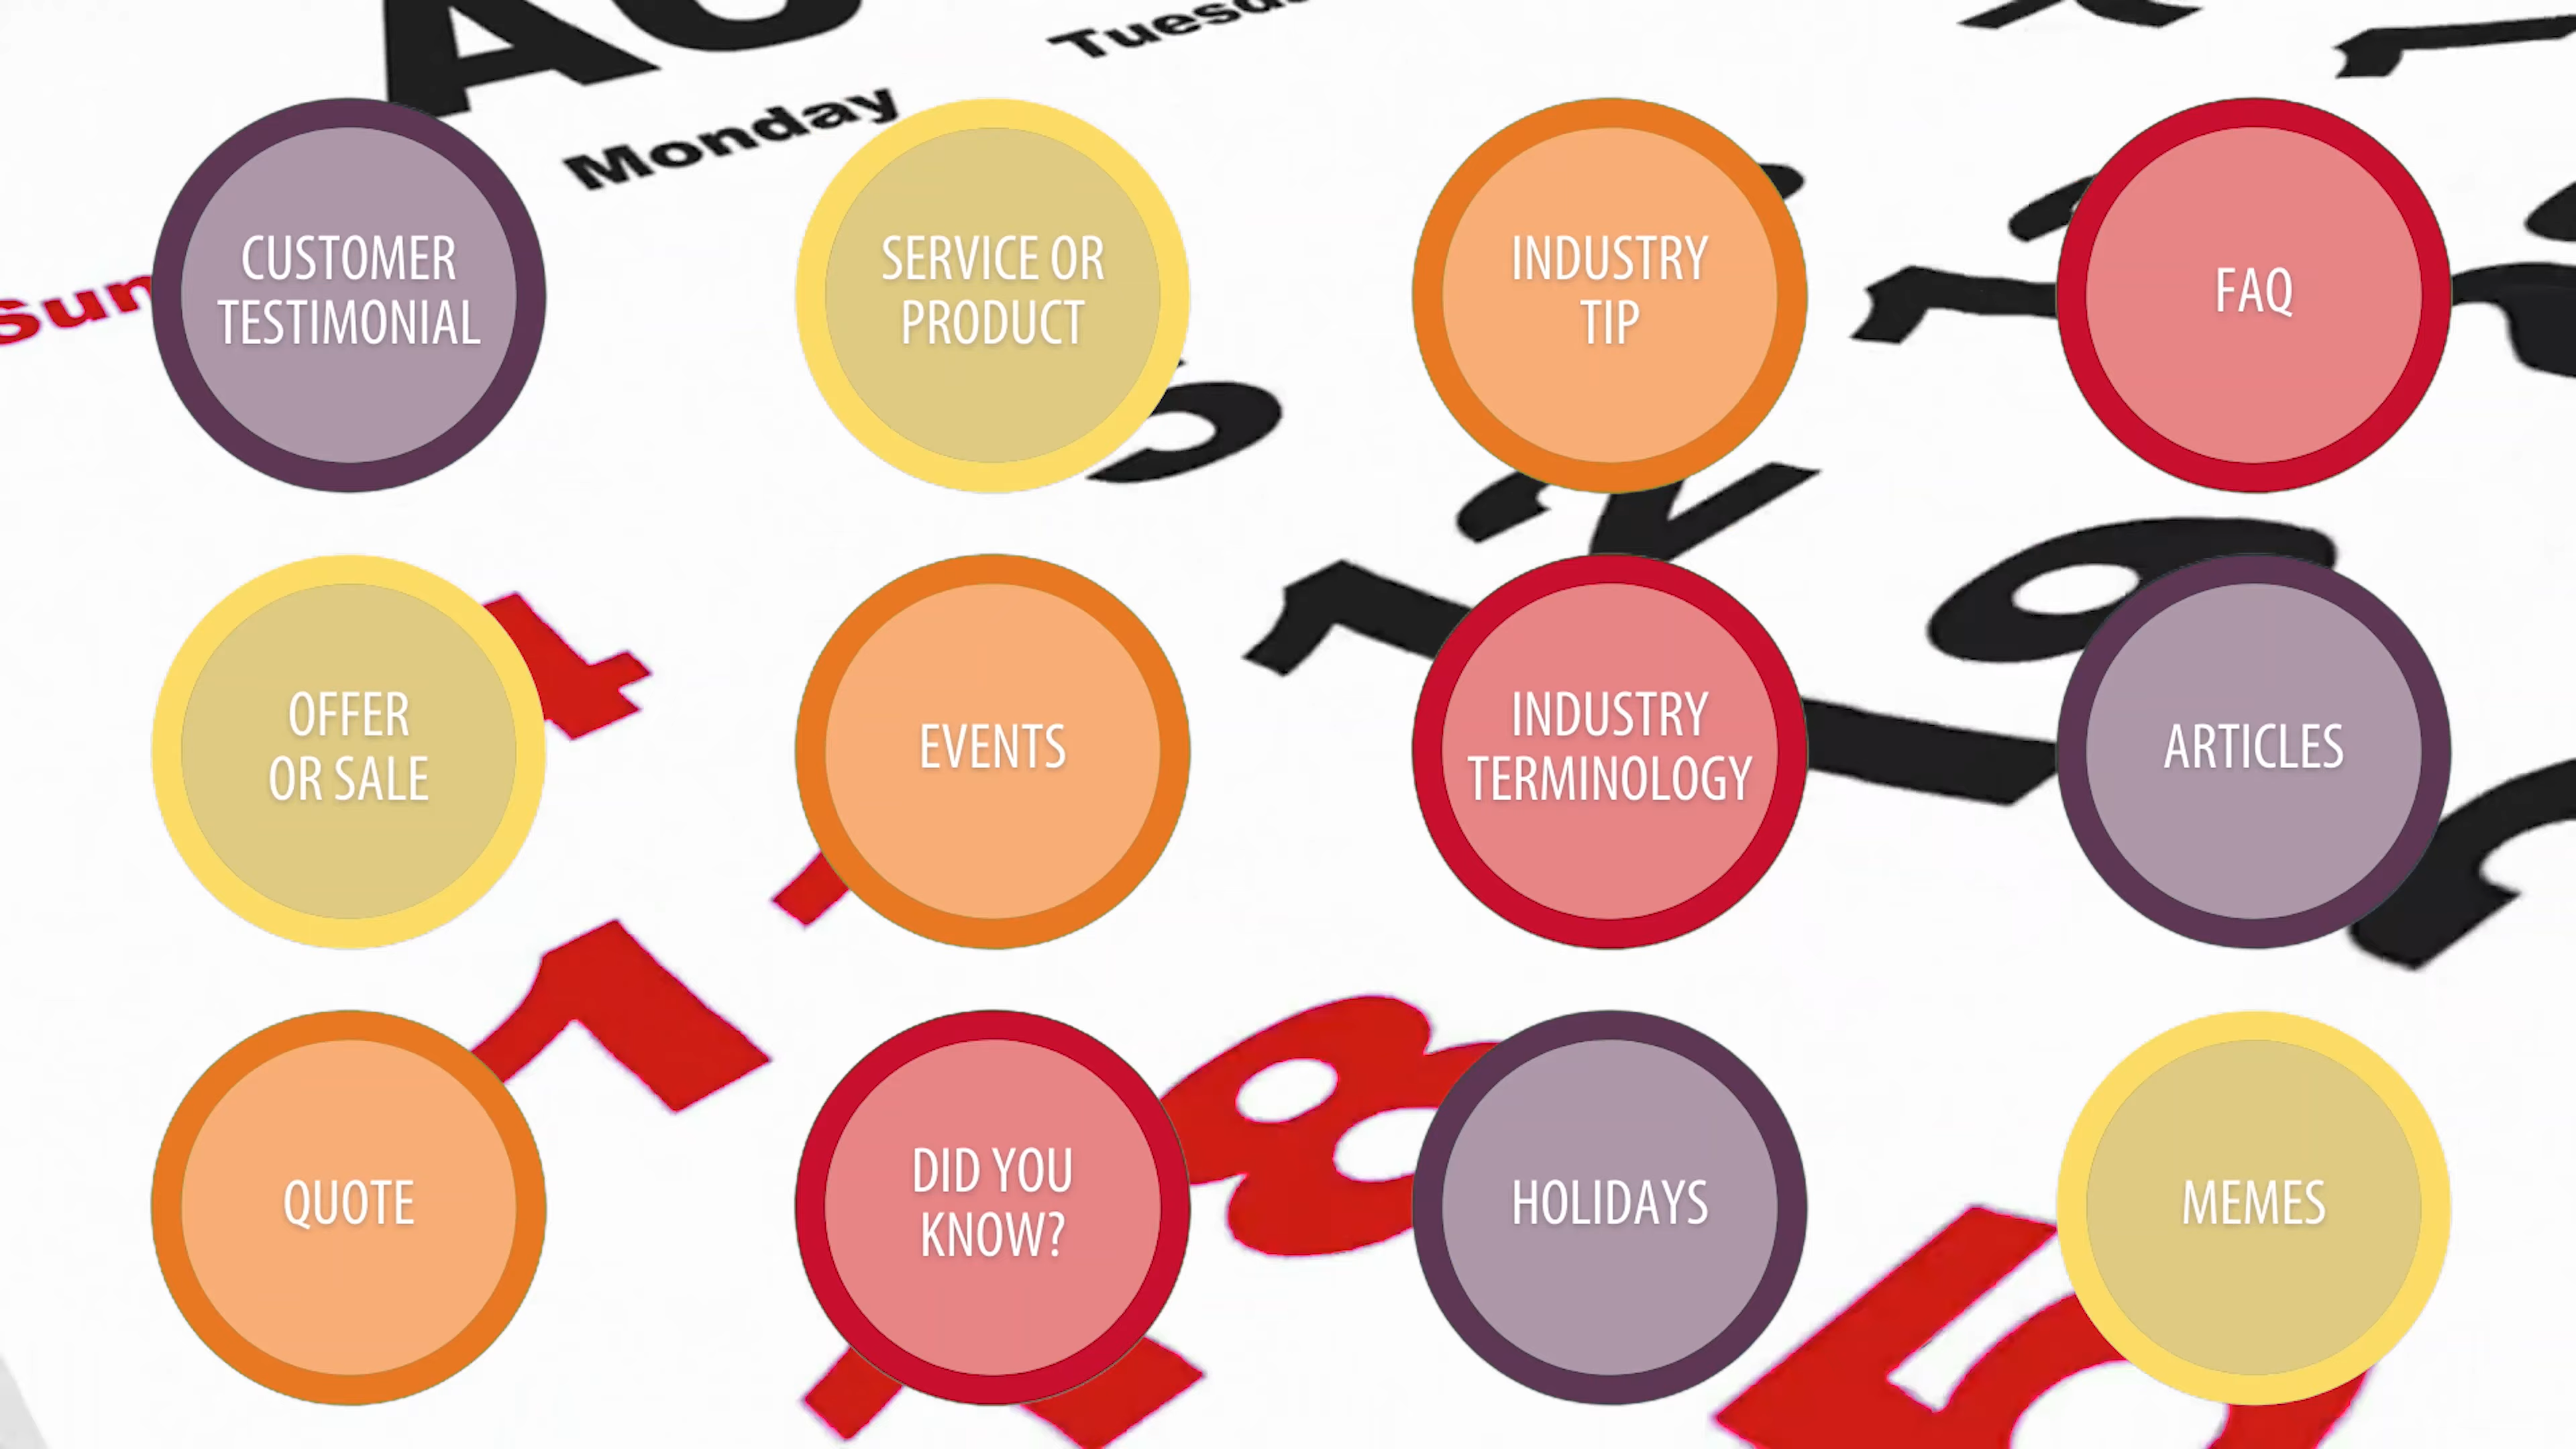 Monday
CUSTOMER
TESTIMONIAL
SERVICE OR
PRODUCT
INDUSTRY
TIP
FAQ
OFFER
OR SALE
EVENTS
INDUSTRY
TERMINOLOGY
ARTICLES
QUOTE
DID YOU
KNOW?
HOLIDAYS
MEMES